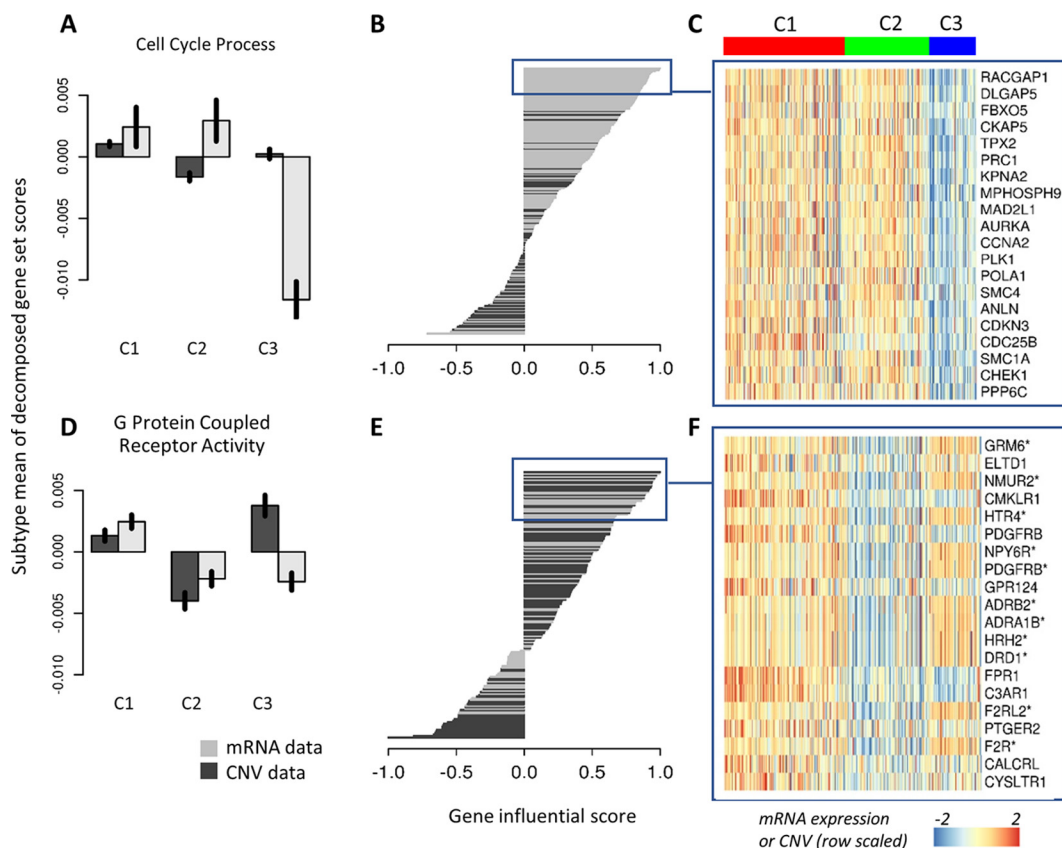 A
Cell Cycle Process
B
C
C1 C2 C3
Subtype mean of decomposed gene set scores
0.005
0.000
-0.005
-0.010
C1 C2 C3
-1.0 -0.5 0.0 0.5 1.0
RACGAP1
DLGAP5
FBXO5
CKAP5
TPX2
PRC1
KPNA2
MPHOSPH9
MAD2L1
AURKA
CCNA2
PLK1
POLA1
SMC4
ANLN
CDKN3
CDC25B
SMC1A
CHEK1
PPP6C
D
G Protein Coupled
Receptor Activity
E
F
0.005
0.000
-0.005
-0.010
C1 C2 C3
mRNA data
CNV data
-1.0 -0.5 0.0 0.5 1.0
Gene influential score
GRM6*
ELTD1
NMUR2*
CMKLR1
HTR4*
PDGFRB
NPY6R*
PDGFRB*
GPR124
ADRB2*
ADRA1B*
HRH2*
DRD1*
FPR1
C3AR1
F2RL2*
PTGER2
F2R*
CALCRL
CYSLTR1
mRNA expression
or CNV (row scaled)
-2 2